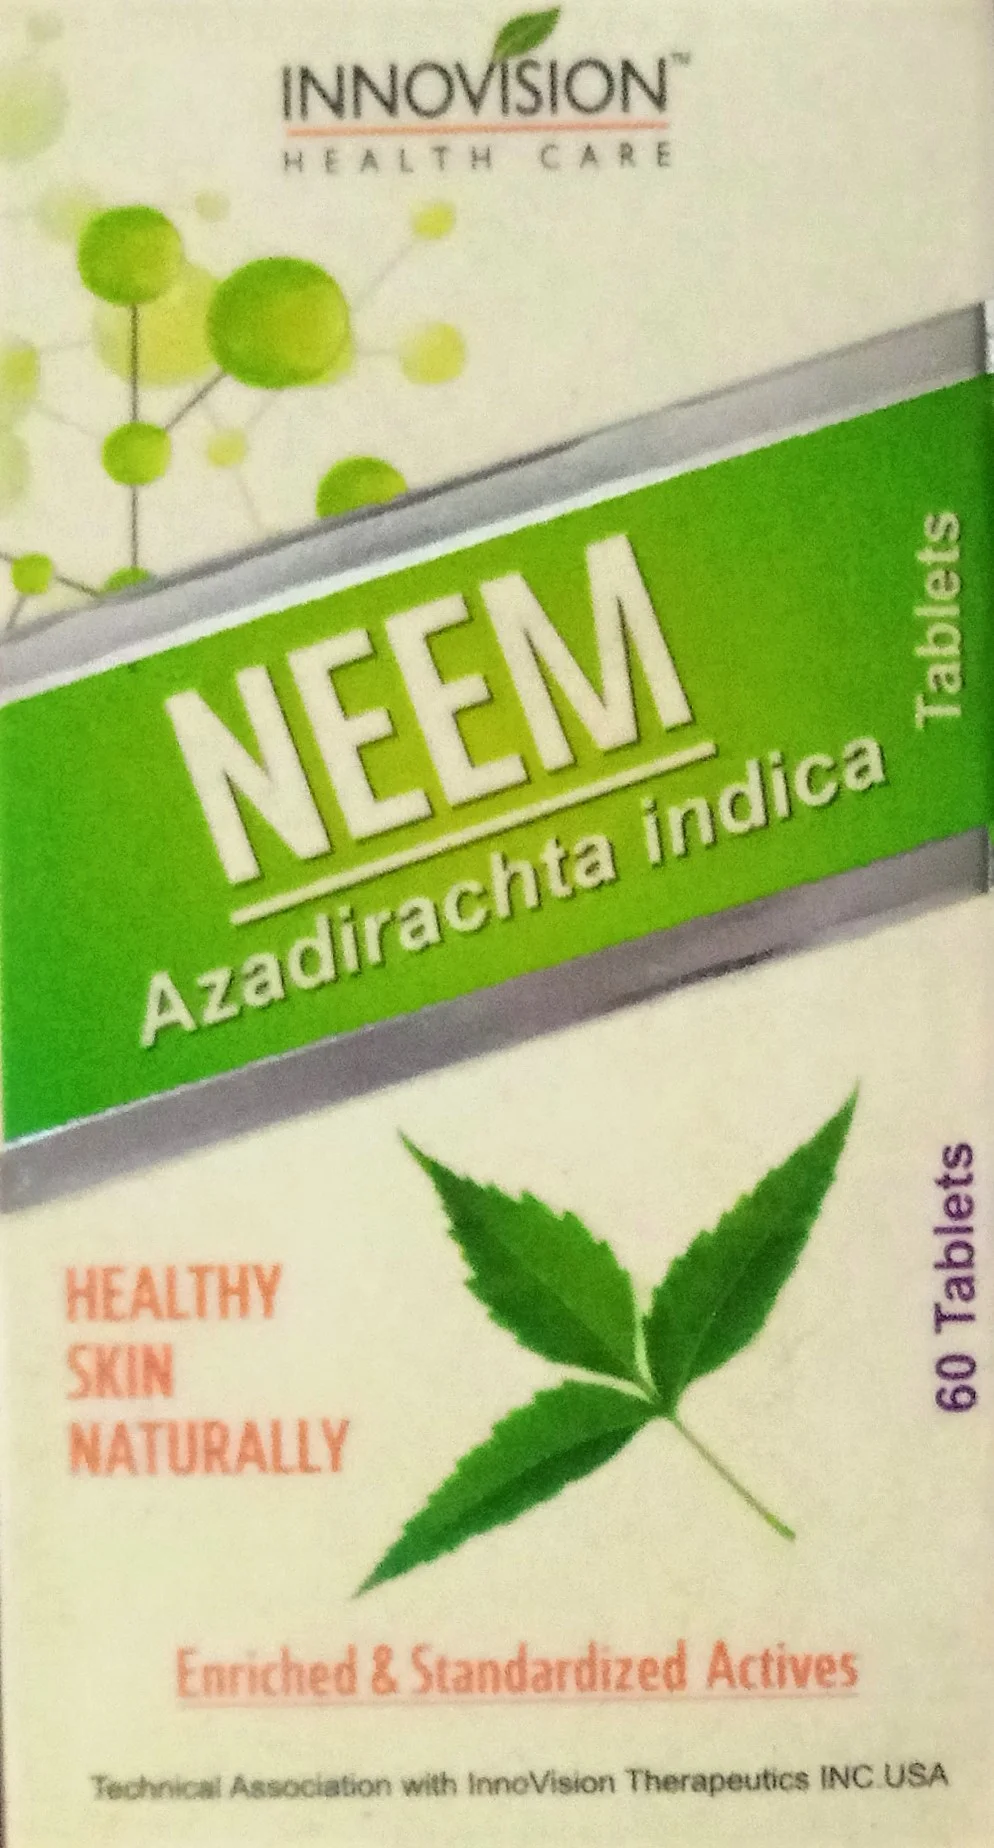 INNOVISION™
HEALTH CARE
NEEM
Azadirachta indica
Tablets
HEALTHY
SKIN
NATURALLY
60 Tablets
Enriched & Standardized Actives
Technical Association with InnoVision Therapeutics INC.USA